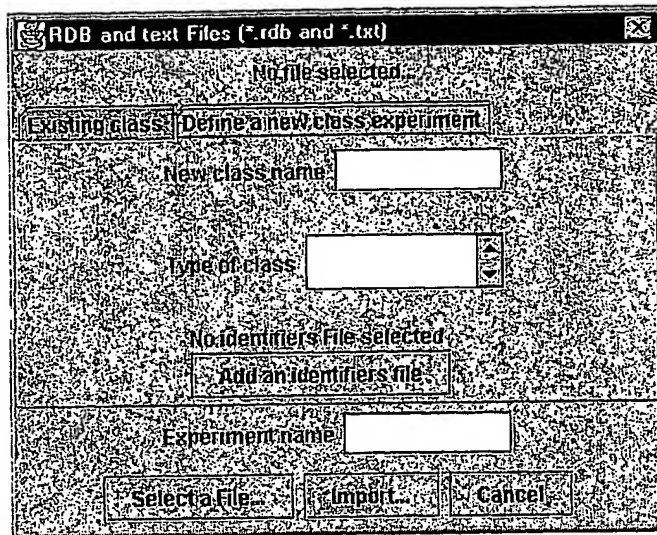 RDB and text Files (*.rdb and *.txt)
No file selected...
Existing class Define a new class experiment
New class name
Type of class
No identifiers File selected
Add an identifiers file
Experiment name
Select a File... Import... Cancel